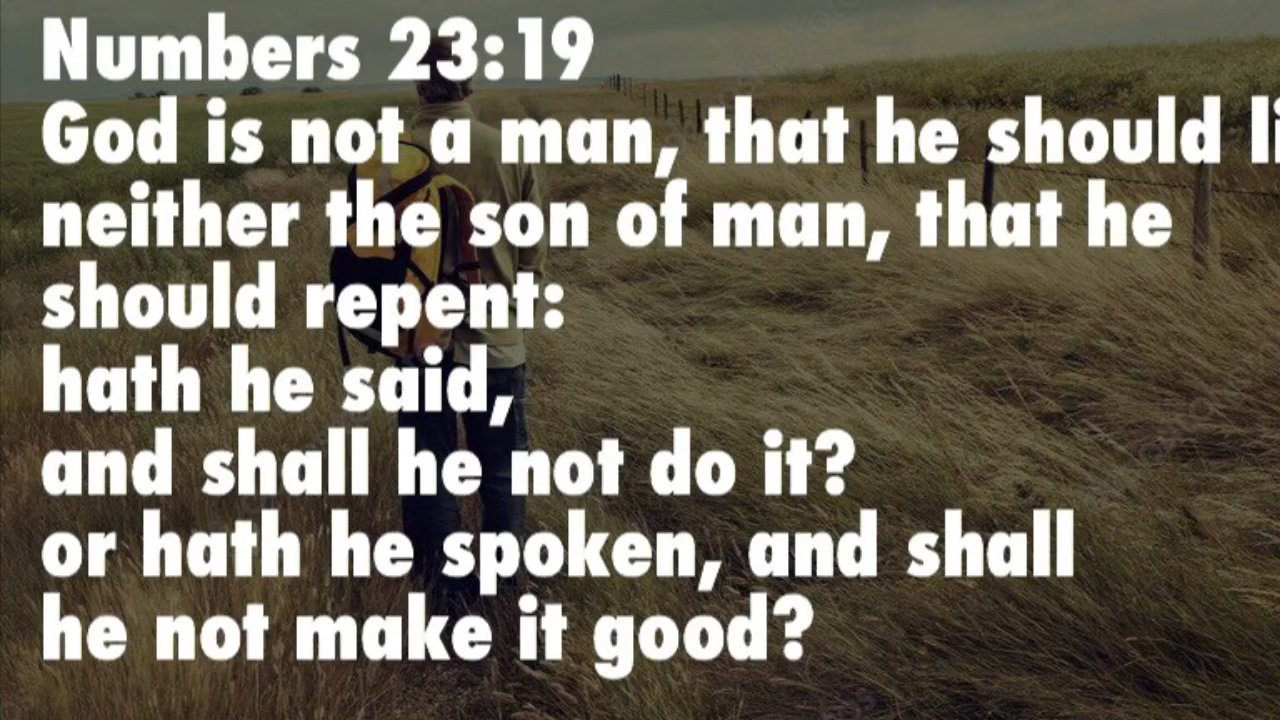 Numbers 23:19
God is not a man, that he should
neither the son of man, that he
should repent:
hath he said,
and shall he not do it?
or hath he spoken, and shall
he not make it good?